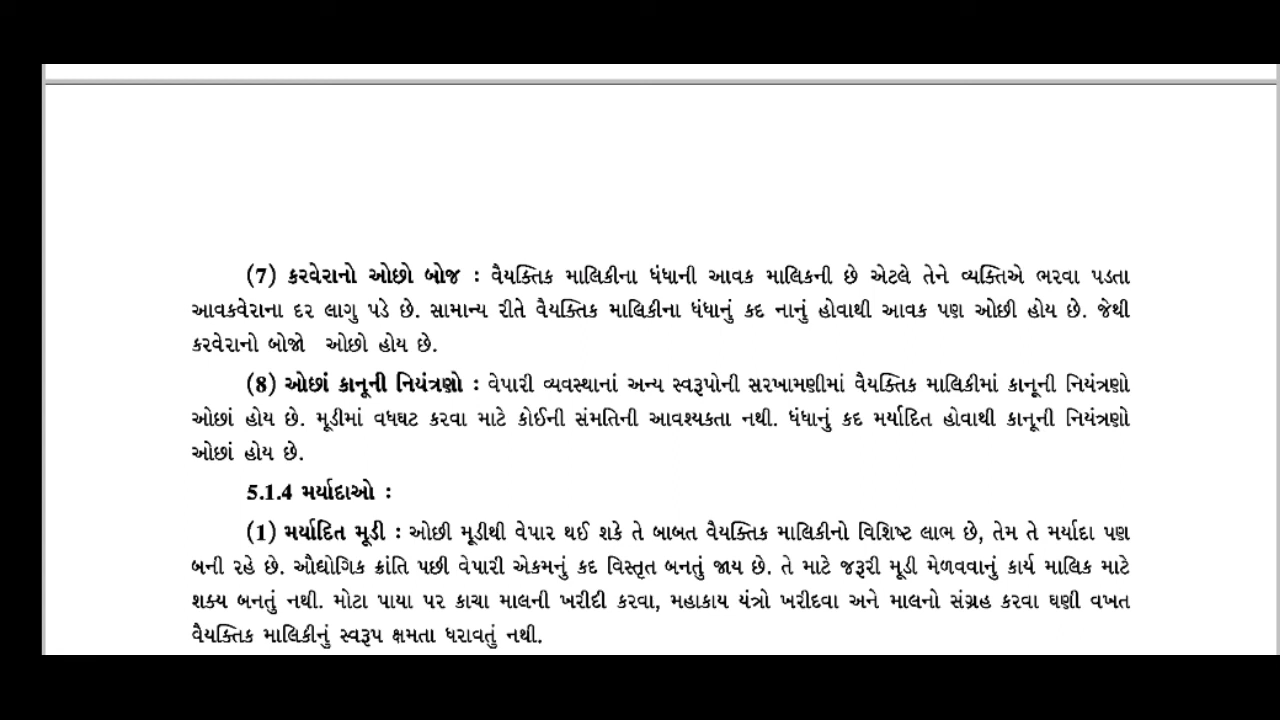 (7) કરવેરાનો ઓછો બોજ : વૈયક્તિક માલિકીના ધંધાની આવક માલિકની છે એટલે તેને વ્યક્તિએ ભરવા પડતા
આવકવેરાના દર લાગુ પડે છે. સામાન્ય રીતે વૈયક્તિક માલિકીના ધંધાનું કદ નાનું હોવાથી આવક પણ ઓછી હોય છે. જેથી
કરવેરાનો બોજો ઓછો હોય છે.
(8) ઓછાં કાનૂની નિયંત્રણો : વેપારી વ્યવસ્થાનાં અન્ય સ્વરૂપોની સરખામણીમાં વૈયક્તિક માલિકીમાં કાનૂની નિયંત્રણો
ઓછાં હોય છે. મૂડીમાં વધઘટ કરવા માટે કોઈની સંમતિની આવશ્યકતા નથી. ધંધાનું કદ મર્યાદિત હોવાથી કાનૂની નિયંત્રણો
ઓછાં હોય છે.
5.1.4 મર્યાદાઓ :
(1) મર્યાદિત મૂડી : ઓછી મૂડીથી વેપાર થઈ શકે તે બાબત વૈયક્તિક માલિકીનો વિશિષ્ટ લાભ છે, તેમ તે મર્યાદા પણ
બની રહે છે. ઔદ્યોગિક ક્રાંતિ પછી વેપારી એકમનું કદ વિસ્તૃત બનતું જાય છે. તે માટે જરૂરી મૂડી મેળવવાનું કાર્ય માલિક માટે
શક્ય બનતું નથી. મોટા પાયા પર કાચા માલની ખરીદી કરવા, મહાકાય યંત્રો ખરીદવા અને માલનો સંગ્રહ કરવા ઘણી વખત
વૈયક્તિક માલિકીનું સ્વરૂપ ક્ષમતા ધરાવતું નથી.